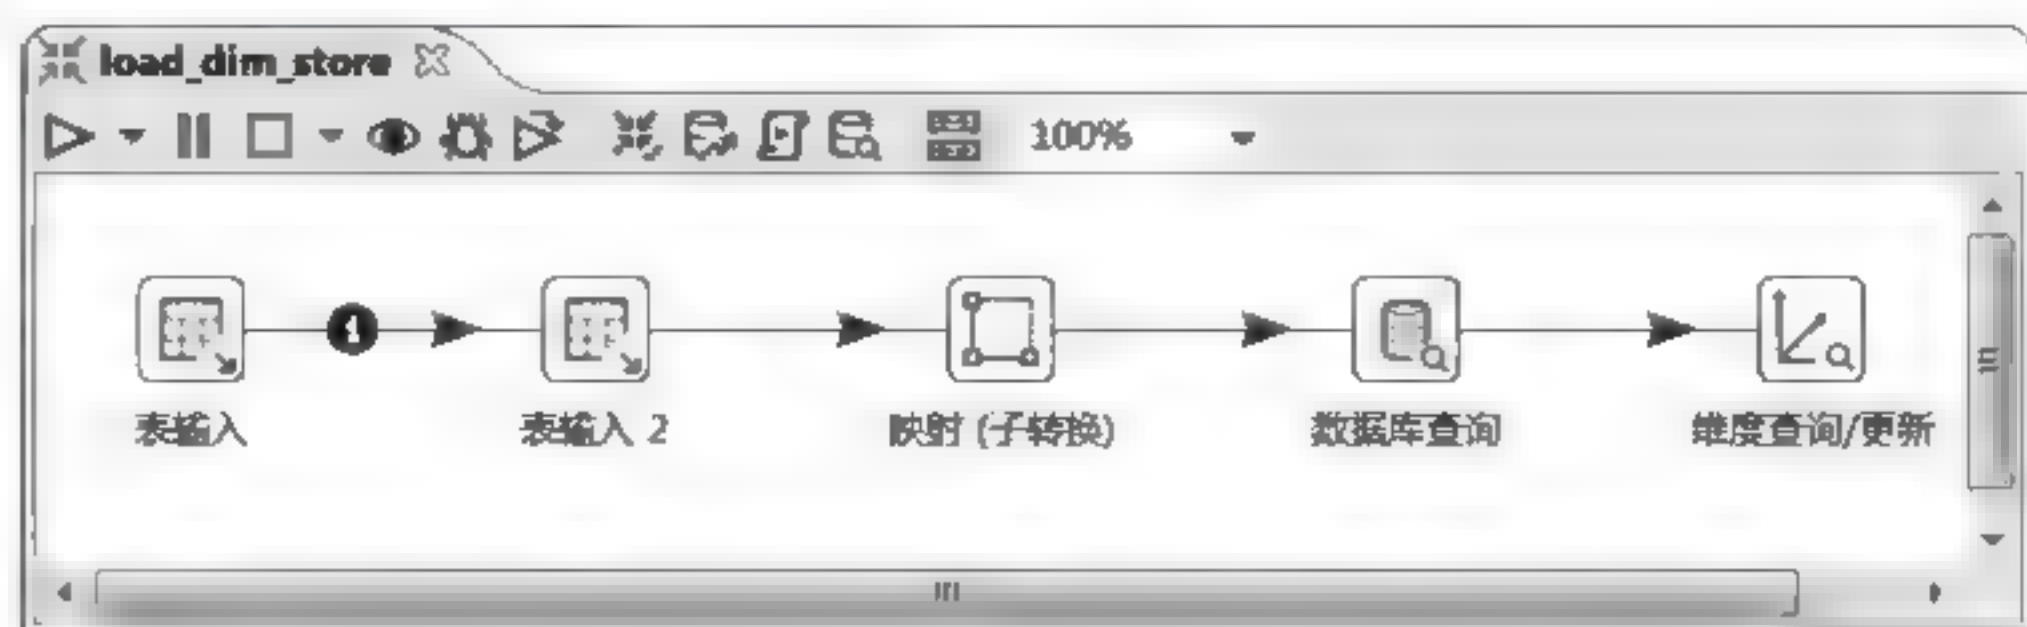 load_dim_store
100%
表输入
表输入 2
映射 (子转换)
数据库查询
维度查询/更新